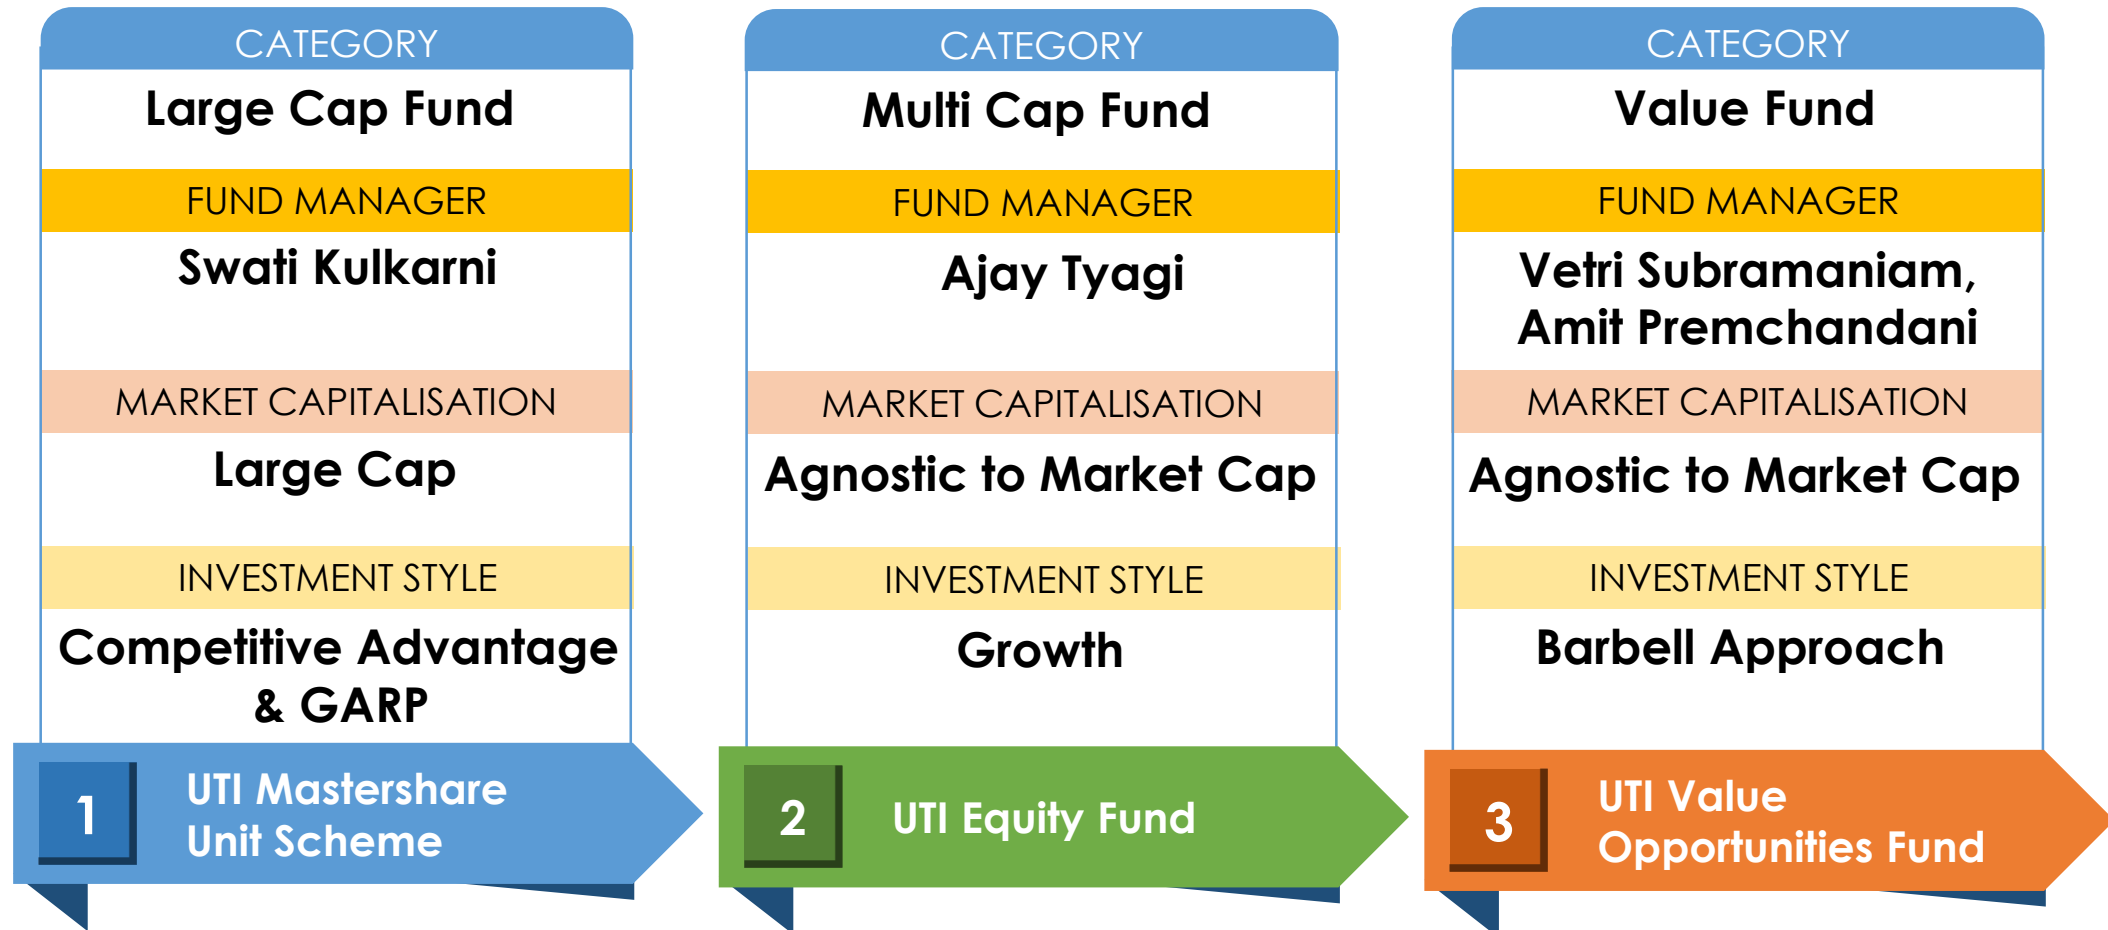 CATEGORY
Large Cap Fund
FUND MANAGER
Swati Kulkarni
MARKET CAPITALISATION
Large Cap
INVESTMENT STYLE
Competitive Advantage
& GARP
1
UTI Mastershare
Unit Scheme
CATEGORY
Multi Cap Fund
FUND MANAGER
Ajay Tyagi
MARKET CAPITALISATION
Agnostic to Market Cap
INVESTMENT STYLE
Growth
2
UTI Equity Fund
CATEGORY
Value Fund
FUND MANAGER
Vetri Subramaniam,
Amit Premchandani
MARKET CAPITALISATION
Agnostic to Market Cap
INVESTMENT STYLE
Barbell Approach
3
UTI Value
Opportunities Fund